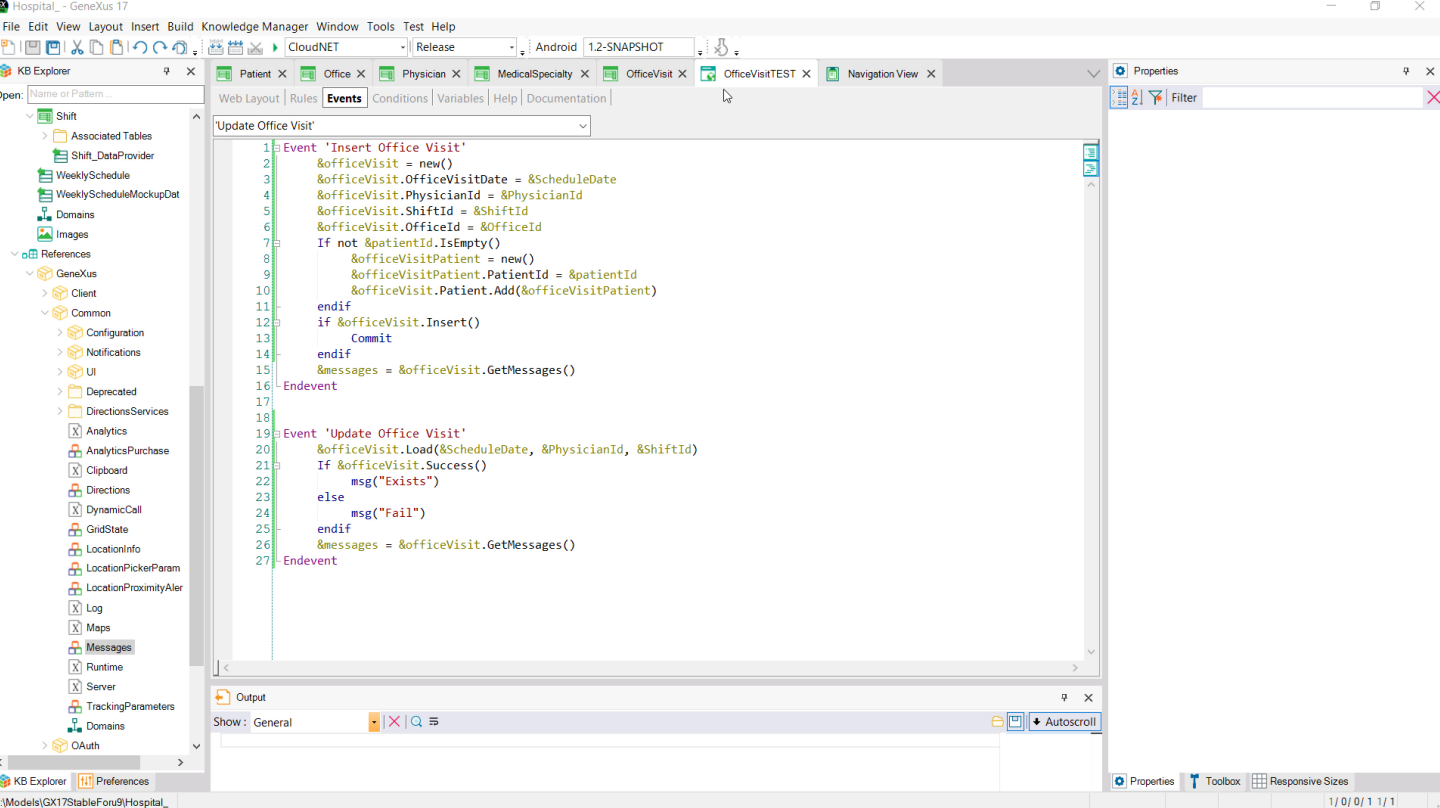 Hospital_ - GeneXus 17
File Edit View Layout Insert Build Knowledge Manager Window Tools Test Help
CloudNET Release Android 1.2-SNAPSHOT
KB Explorer
Open: Name or Pattern ...
Shift
Associated Tables
Shift_DataProvider
WeeklySchedule
WeeklyScheduleMockupDat
Domains
Images
References
GeneXus
Client
Common
Configuration
Notifications
UI
Deprecated
DirectionsServices
Analytics
AnalyticsPurchase
Clipboard
Directions
DynamicCall
GridState
LocationInfo
LocationPickerParam
LocationProximityAler
Log
Maps
Messages
Runtime
Server
TrackingParameters
Domains
OAuth
KB Explorer Preferences
Patient Office Physician MedicalSpecialty OfficeVisit OfficeVisitTEST Navigation View
Web Layout Rules Events Conditions Variables Help Documentation
'Update Office Visit'
1 Event 'Insert Office Visit'
2 &officeVisit = new()
3 &officeVisit.OfficeVisitDate = &ScheduleDate
4 &officeVisit.PhysicianId = &PhysicianId
5 &officeVisit.ShiftId = &ShiftId
6 &officeVisit.OfficeId = &OfficeId
7 If not &patientId.IsEmpty()
8 &officeVisitPatient = new()
9 &officeVisitPatient.PatientId = &patientId
10 &officeVisit.Patient.Add(&officeVisitPatient)
11 endif
12 if &officeVisit.Insert()
13 Commit
14 endif
15 &messages = &officeVisit.GetMessages()
16 Endevent
17
18
19 Event 'Update Office Visit'
20 &officeVisit.Load(&ScheduleDate, &PhysicianId, &ShiftId)
21 If &officeVisit.Success()
22 msg("Exists")
23 else
24 msg("Fail")
25 endif
26 &messages = &officeVisit.GetMessages()
27 Endevent
Output
Show : General Autoscroll
Properties
Filter
Properties Toolbox Responsive Sizes
:\Models\GX17StableForu9\Hospital_ 1/ 0/ 0/ 1 1/ 1